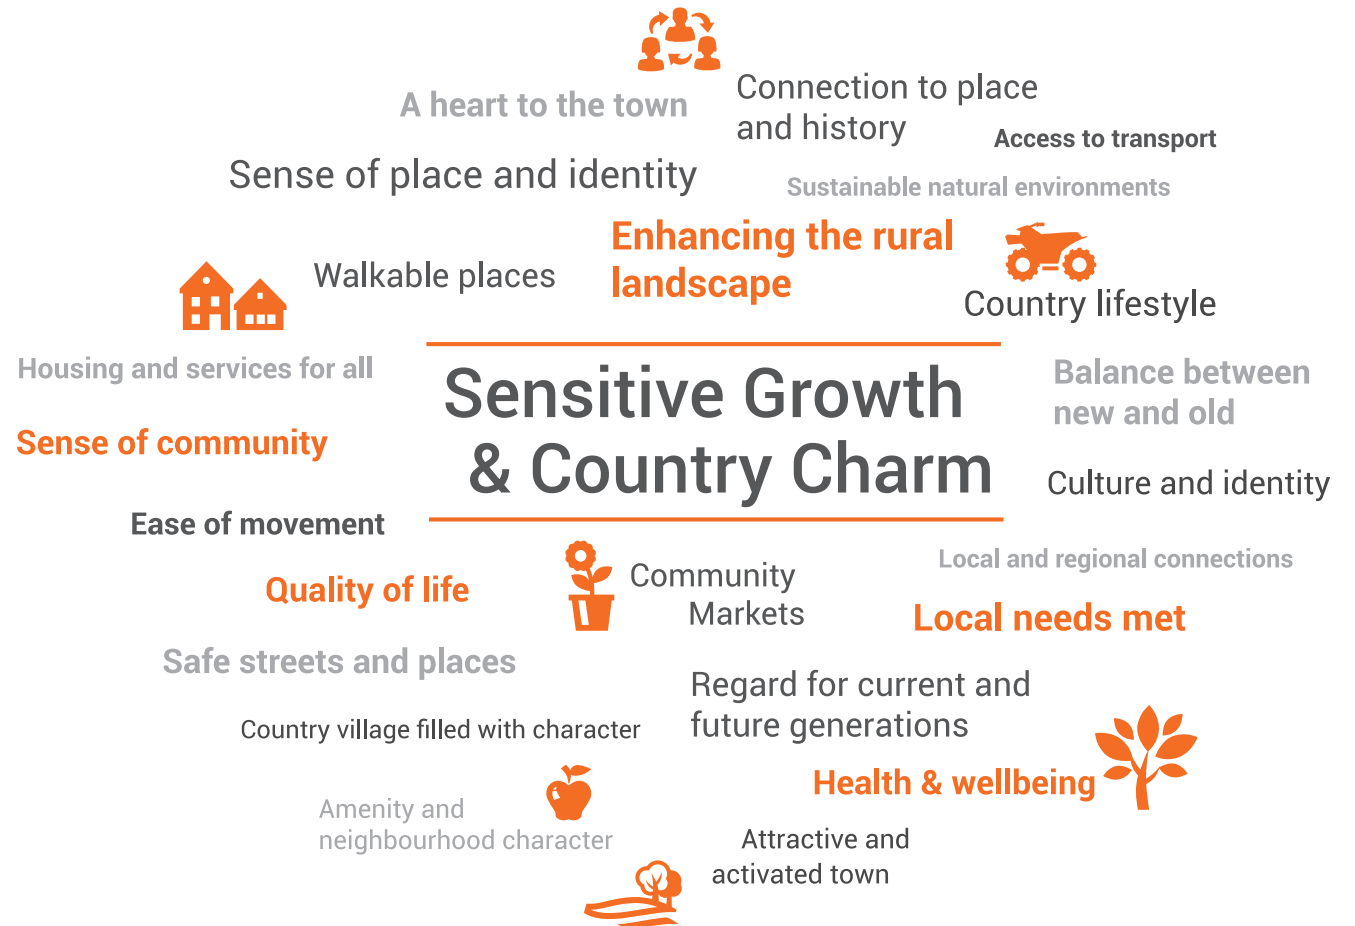 A heart to the town
Connection to place
and history
Access to transport
Sense of place and identity
Sustainable natural environments
Enhancing the rural
landscape
Walkable places
Country lifestyle
Housing and services for all
Sensitive Growth
& Country Charm
Balance between
new and old
Sense of community
Culture and identity
Ease of movement
Local and regional connections
Quality of life
Community
Markets
Local needs met
Safe streets and places
Regard for current and
future generations
Country village filled with character
Health & wellbeing
Amenity and
neighbourhood character
Attractive and
activated town